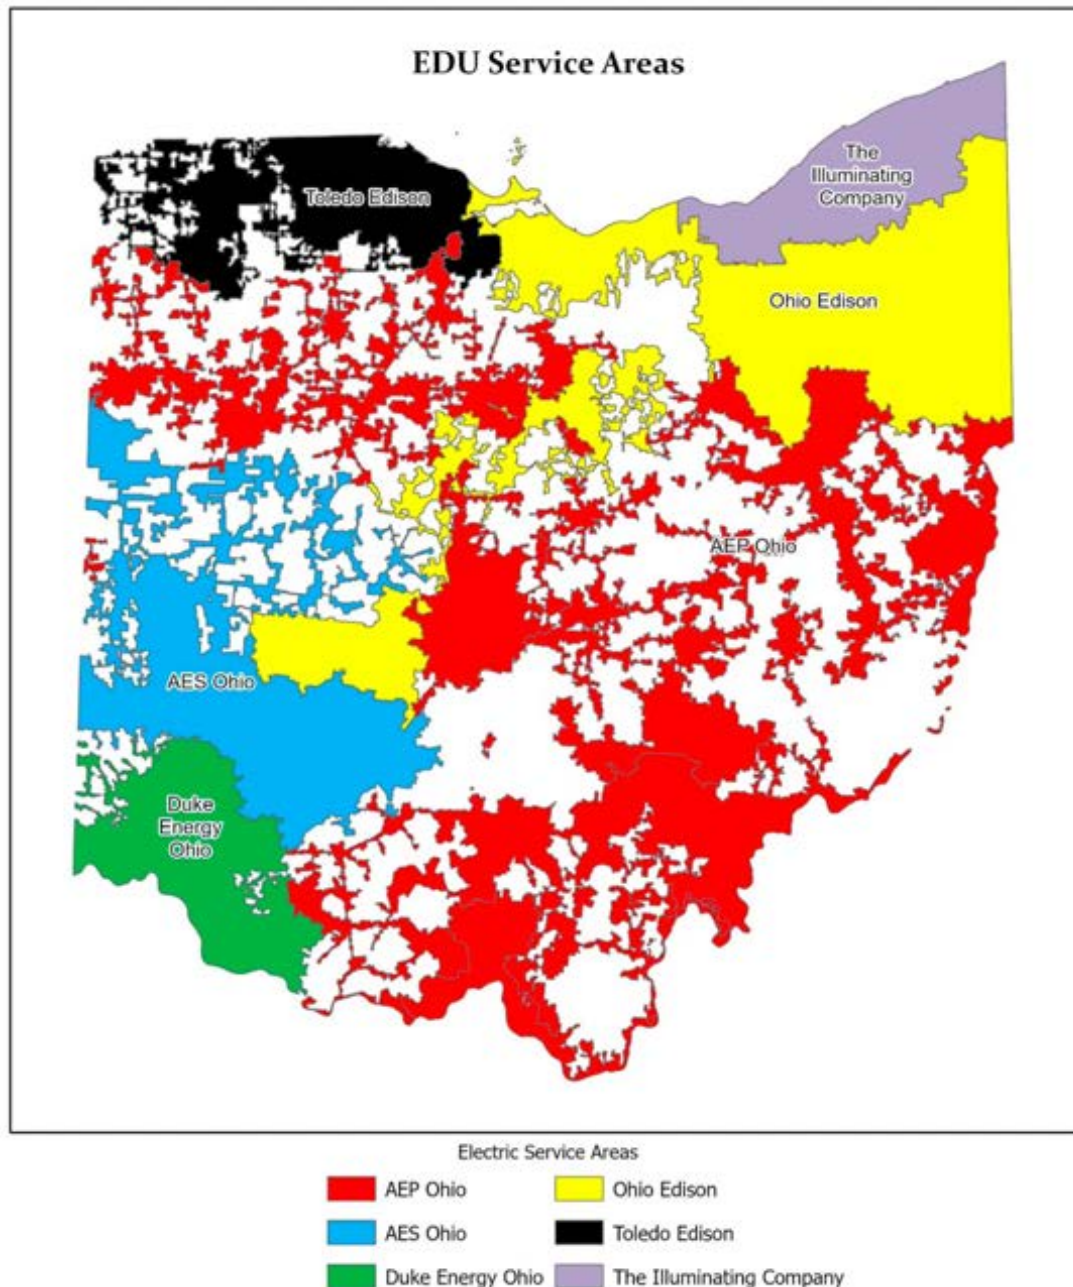 EDU Service Areas
The
Illuminating
Company
Toledo Edison
Ohio Edison
AEP Ohio
AES Ohio
Duke
Energy
Ohio
Electric Service Areas
AEP Ohio
Ohio Edison
AES Ohio
Toledo Edison
Duke Energy Ohio
The Illuminating Company